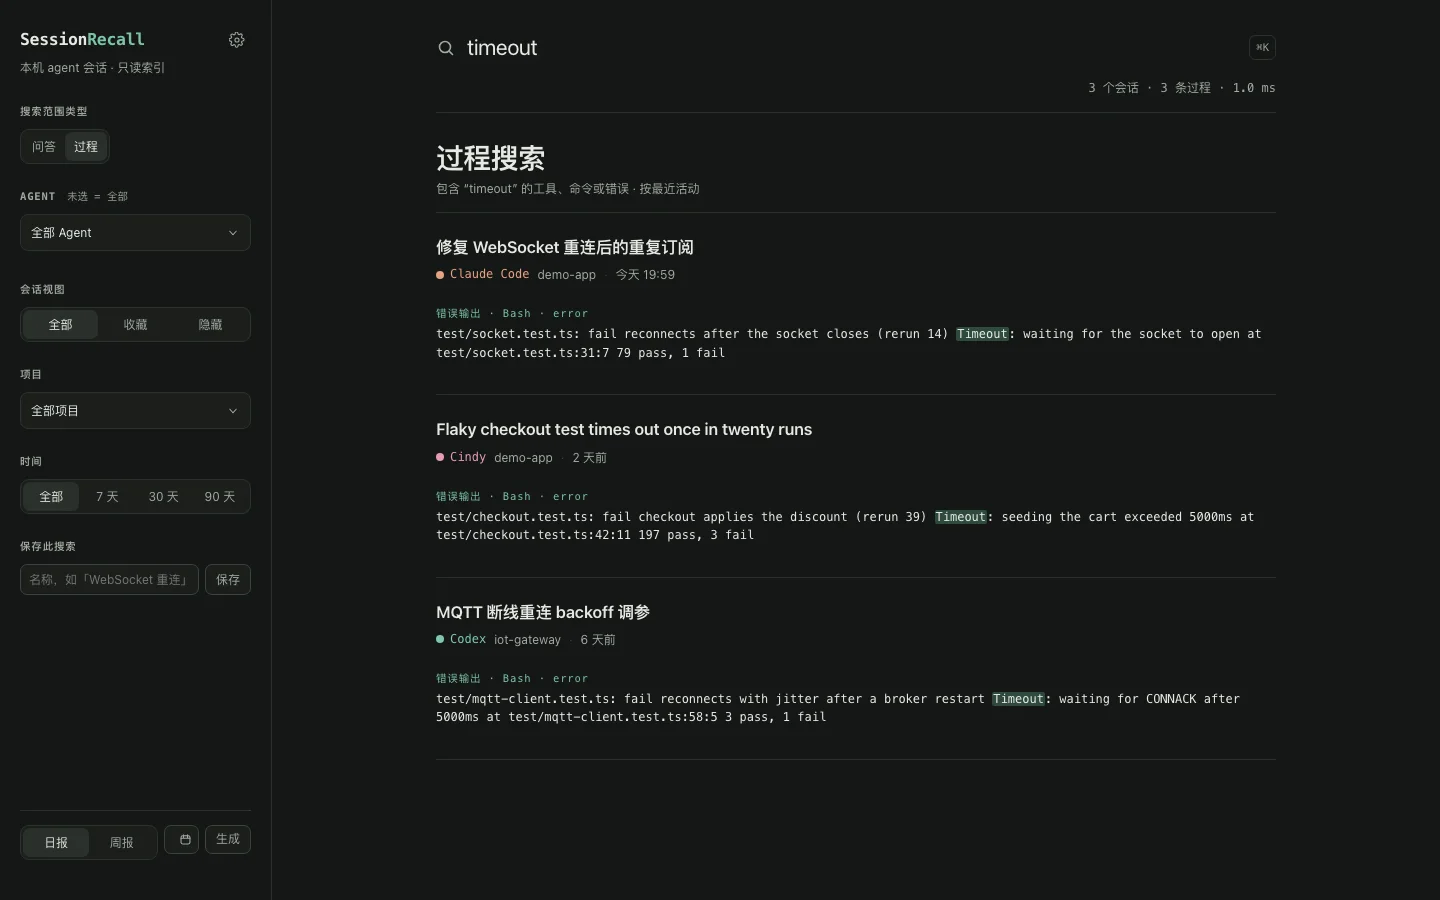 SessionRecall
本机 agent 会话 · 只读索引
搜索范围类型
问答 过程
AGENT 未选 = 全部
全部 Agent
会话视图
全部 收藏 隐藏
项目
全部项目
时间
全部 7 天 30 天 90 天
保存此搜索
名称，如「WebSocket 重连」 保存
日报 周报 生成
timeout ⌘K
3 个会话 · 3 条过程 · 1.0 ms
过程搜索
包含 “timeout” 的工具、命令或错误 · 按最近活动
修复 WebSocket 重连后的重复订阅
Claude Code demo-app · 今天 19:59
错误输出 · Bash · error
test/socket.test.ts: fail reconnects after the socket closes (rerun 14) Timeout: waiting for the socket to open at
test/socket.test.ts:31:7 79 pass, 1 fail
Flaky checkout test times out once in twenty runs
Cindy demo-app · 2 天前
错误输出 · Bash · error
test/checkout.test.ts: fail checkout applies the discount (rerun 39) Timeout: seeding the cart exceeded 5000ms at
test/checkout.test.ts:42:11 197 pass, 3 fail
MQTT 断线重连 backoff 调参
Codex iot-gateway · 6 天前
错误输出 · Bash · error
test/mqtt-client.test.ts: fail reconnects with jitter after a broker restart Timeout: waiting for CONNACK after
5000ms at test/mqtt-client.test.ts:58:5 3 pass, 1 fail